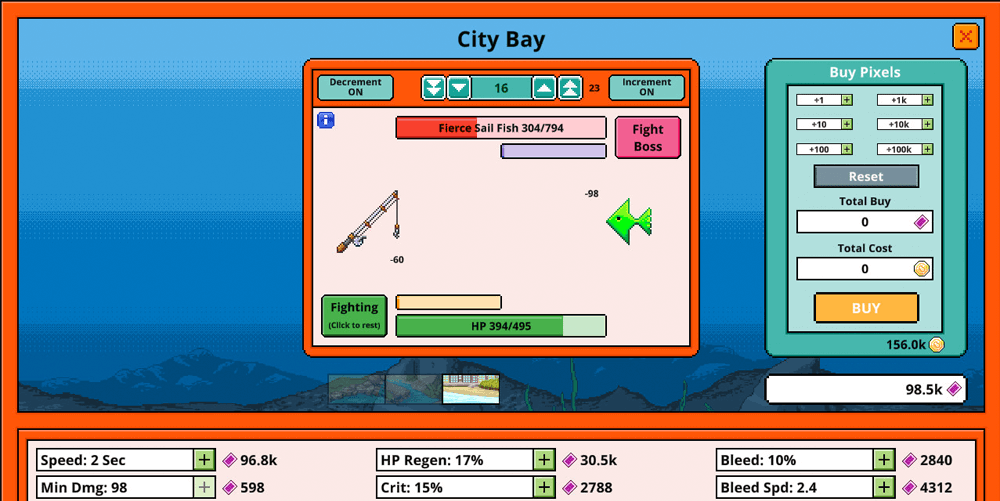 City Bay
Decrement
ON
16
23
Increment
ON
Fierce Sail Fish 304/794
Fight
Boss
-98
-60
Fighting
(Click to rest)
HP 394/495
Buy Pixels
+1
+1k
+10
+10k
+100
+100k
Reset
Total Buy
0
Total Cost
0
BUY
156.0k
98.5k
Speed: 2 Sec
96.8k
HP Regen: 17%
30.5k
Bleed: 10%
2840
Min Dmg: 98
598
Crit: 15%
2788
Bleed Spd: 2.4
4312